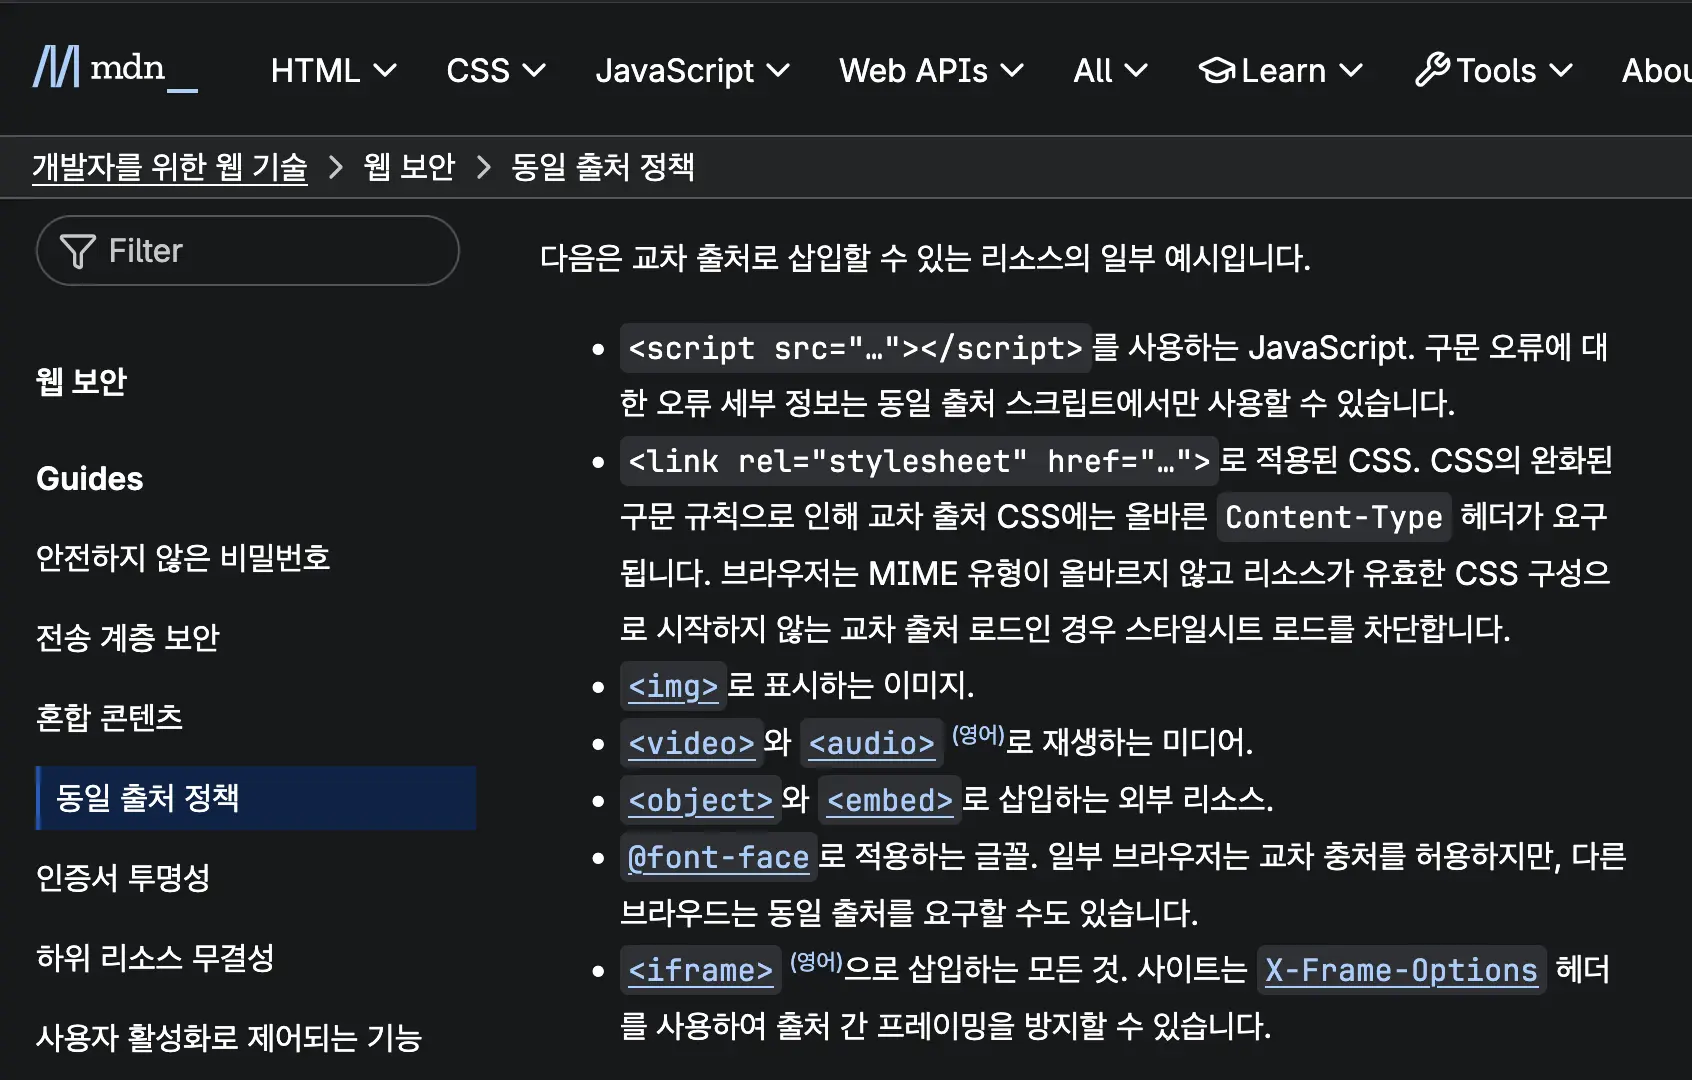 mdn_ HTML CSS JavaScript Web APIs All Learn Tools Abou
개발자를 위한 웹 기술 > 웹 보안 > 동일 출처 정책
Filter
웹 보안
Guides
안전하지 않은 비밀번호
전송 계층 보안
혼합 콘텐츠
동일 출처 정책
인증서 투명성
하위 리소스 무결성
사용자 활성화로 제어되는 기능
다음은 교차 출처로 삽입할 수 있는 리소스의 일부 예시입니다.
• <script src="…"></script>를 사용하는 JavaScript. 구문 오류에 대
한 오류 세부 정보는 동일 출처 스크립트에서만 사용할 수 있습니다.
• <link rel="stylesheet" href="…">로 적용된 CSS. CSS의 완화된
구문 규칙으로 인해 교차 출처 CSS에는 올바른 Content-Type 헤더가 요구
됩니다. 브라우저는 MIME 유형이 올바르지 않고 리소스가 유효한 CSS 구성으
로 시작하지 않는 교차 출처 로드인 경우 스타일시트 로드를 차단합니다.
• <img>로 표시하는 이미지.
• <video>와 <audio> (영어)로 재생하는 미디어.
• <object>와 <embed>로 삽입하는 외부 리소스.
• @font-face로 적용하는 글꼴. 일부 브라우저는 교차 충처를 허용하지만, 다른
브라우드는 동일 출처를 요구할 수도 있습니다.
• <iframe> (영어)으로 삽입하는 모든 것. 사이트는 X-Frame-Options 헤더
를 사용하여 출처 간 프레이밍을 방지할 수 있습니다.